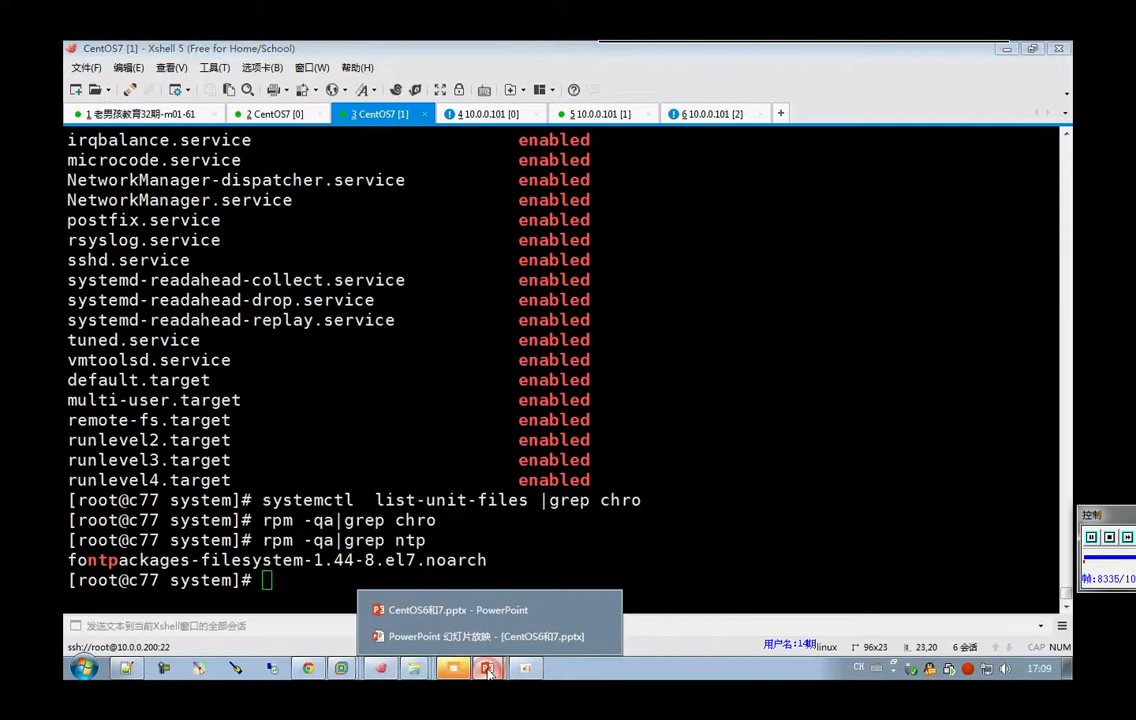 CentOS7 [1] - Xshell 5 (Free for Home/School)
文件(F) 编辑(E) 查看(V) 工具(T) 选项卡(B) 窗口(W) 帮助(H)
1 老男孩教育32期-m01-61 2 CentOS7 [0] 3 CentOS7 [1] × 4 10.0.0.101 [0] 5 10.0.0.101 [1] 6 10.0.0.101 [2] +
irqbalance.service enabled
microcode.service enabled
NetworkManager-dispatcher.service enabled
NetworkManager.service enabled
postfix.service enabled
rsyslog.service enabled
sshd.service enabled
systemd-readahead-collect.service enabled
systemd-readahead-drop.service enabled
systemd-readahead-replay.service enabled
tuned.service enabled
vmtoolsd.service enabled
default.target enabled
multi-user.target enabled
remote-fs.target enabled
runlevel2.target enabled
runlevel3.target enabled
runlevel4.target enabled
[root@c77 system]# systemctl  list-unit-files |grep chro
[root@c77 system]# rpm -qa|grep chro
[root@c77 system]# rpm -qa|grep ntp
fontpackages-filesystem-1.44-8.el7.noarch
[root@c77 system]#
控制
帧:8335/10
CentOS6和7.pptx - PowerPoint
PowerPoint 幻灯片放映 - [CentOS6和7.pptx]
发送文本到当前Xshell窗口的全部会话
ssh://root@10.0.0.200:22 用户名:14期linux 96x23 23,20 6 会话 CAP NUM
CH 17:09